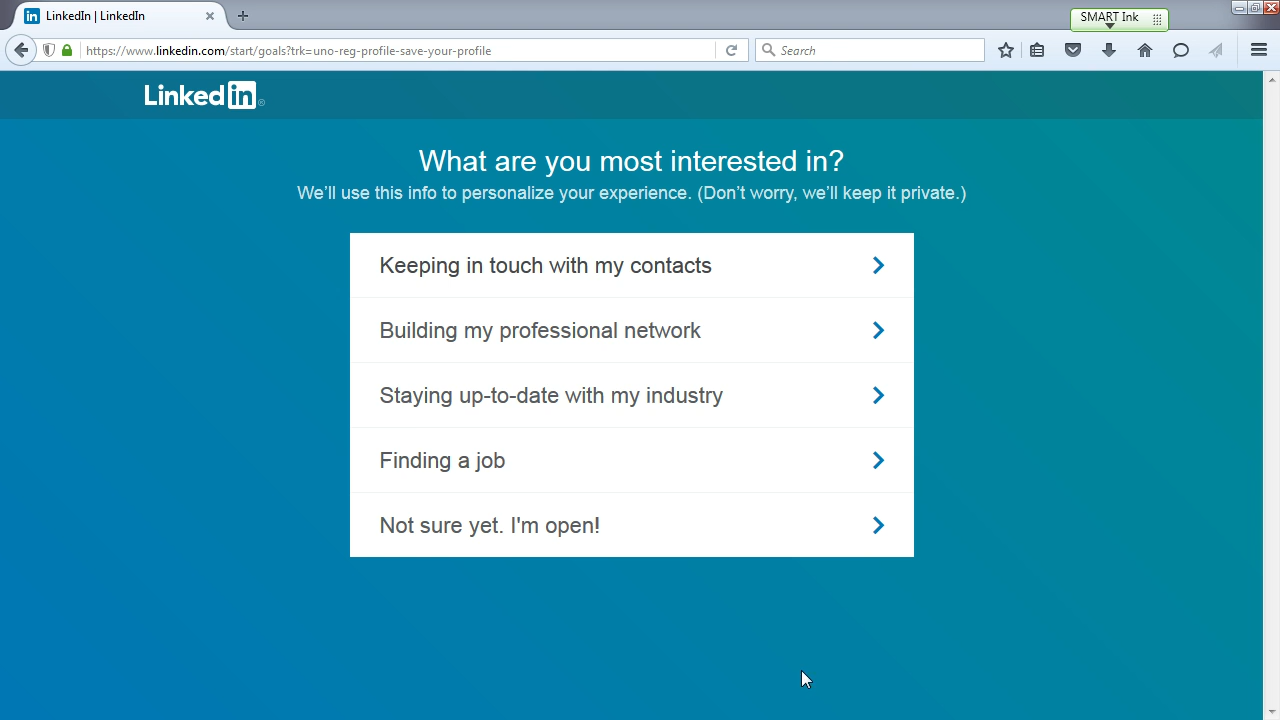 LinkedIn | LinkedIn
SMART Ink
https://www.linkedin.com/start/goals?trk=uno-reg-profile-save-your-profile
Search
Linked in®
What are you most interested in?
We’ll use this info to personalize your experience. (Don’t worry, we’ll keep it private.)
Keeping in touch with my contacts
Building my professional network
Staying up-to-date with my industry
Finding a job
Not sure yet. I'm open!